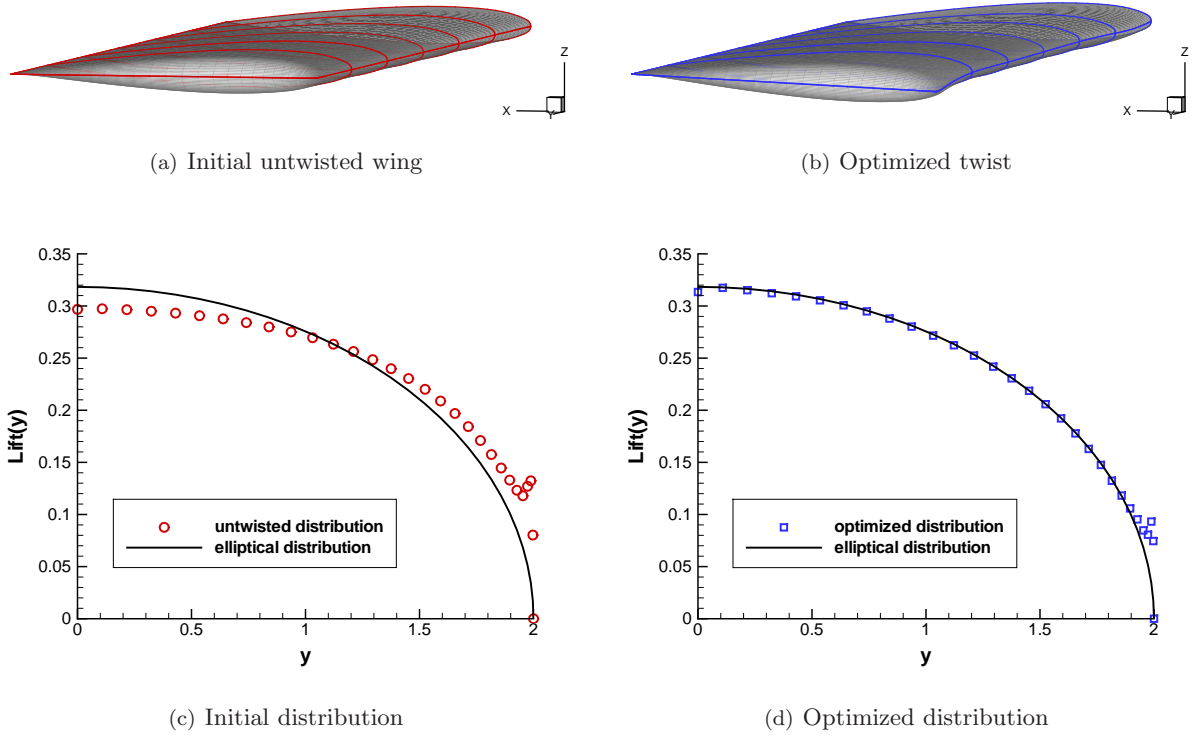 Z
X
Y
Z
X
Y
(a) Initial untwisted wing
(b) Optimized twist
0.35
0.3
0.25
0.2
0.15
0.1
0.05
0
Lift(y)
untwisted distribution
elliptical distribution
0
0.5
1
1.5
2
y
0.35
0.3
0.25
0.2
0.15
0.1
0.05
0
Lift(y)
optimized distribution
elliptical distribution
0
0.5
1
1.5
2
y
(c) Initial distribution
(d) Optimized distribution